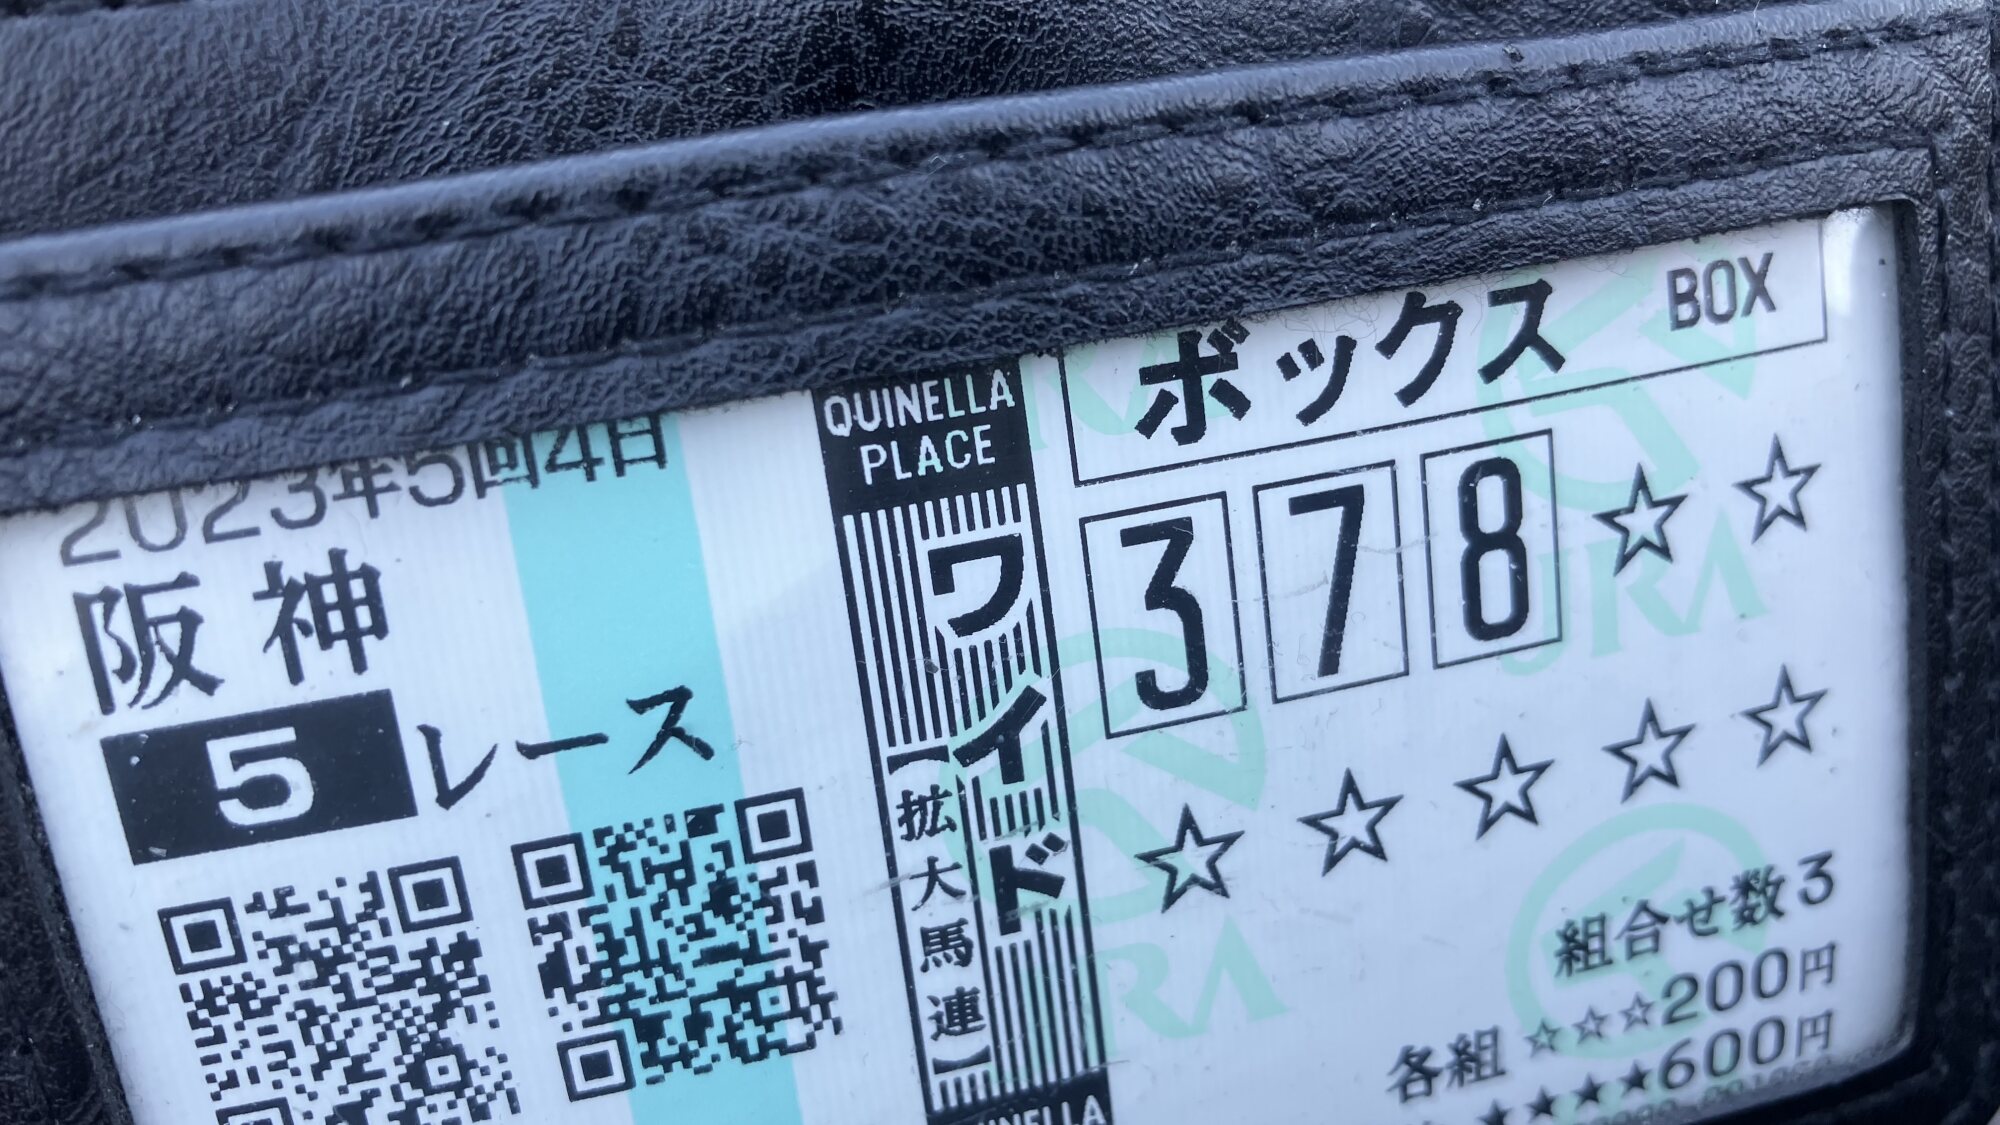 2023年5回4日
阪神
5レース
QUINELLA
PLACE
ワイド
【拡大馬連】
ボックス BOX
3 7 8 ☆ ☆
☆ ☆ ☆ ☆ ☆
組合せ数3
各組 ☆☆☆200円
★★★★600円
JRA